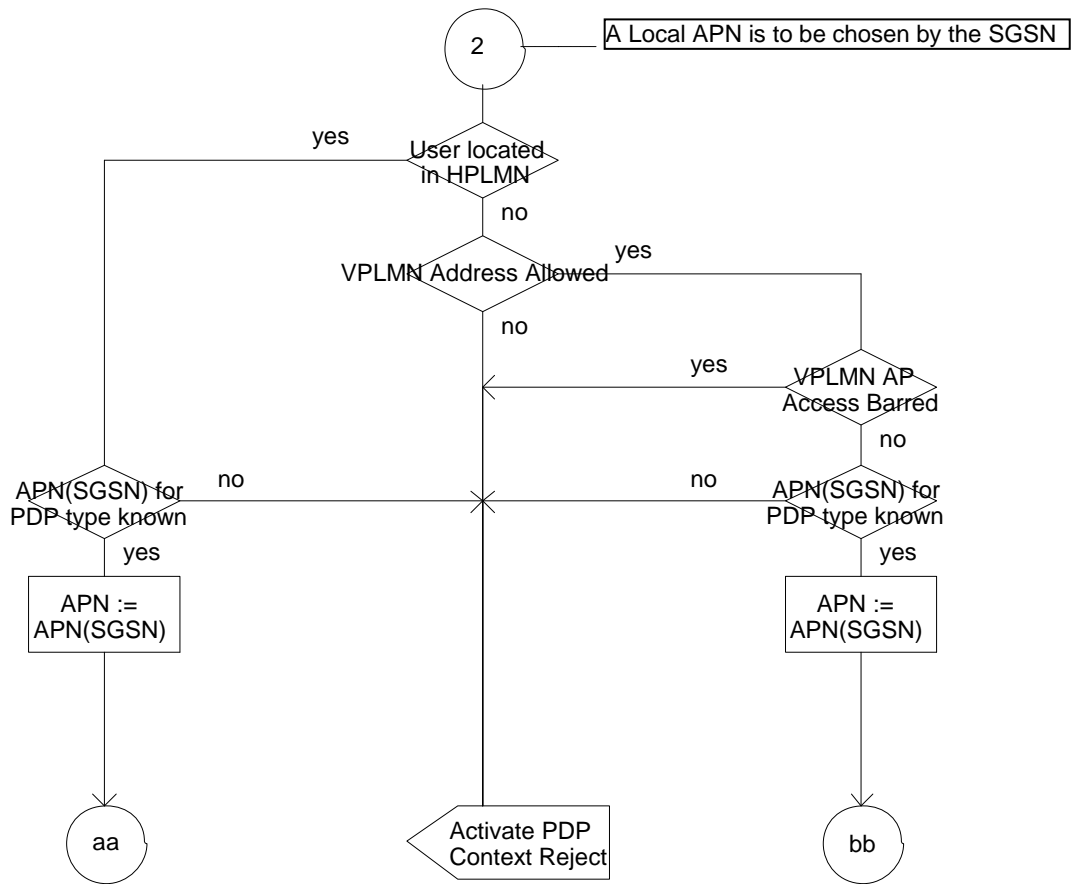 2
A Local APN is to be chosen by the SGSN
yes
User located
in HPLMN
no
VPLMN Address Allowed
yes
no
yes
VPLMN AP
Access Barred
no
APN(SGSN) for
PDP type known
no
no
APN(SGSN) for
PDP type known
yes
yes
APN :=
APN(SGSN)
APN :=
APN(SGSN)
aa
Activate PDP
Context Reject
bb